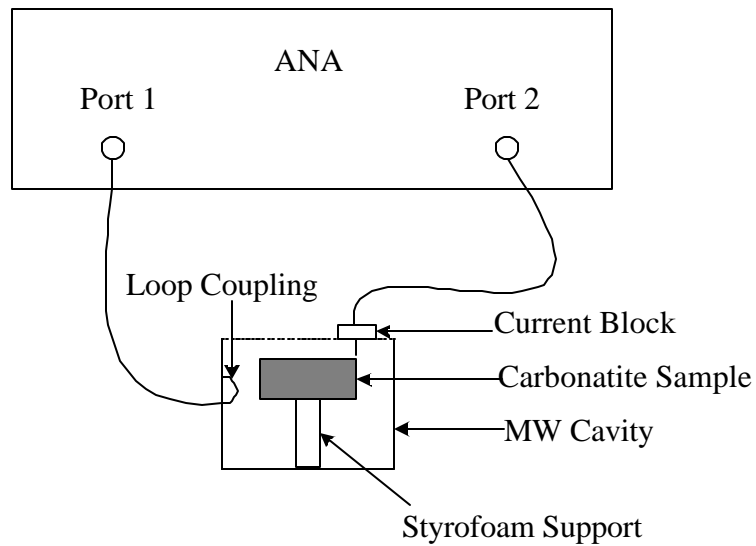 ANA
Port 1
Port 2
Loop Coupling
Current Block
Carbonatite Sample
MW Cavity
Styrofoam Support